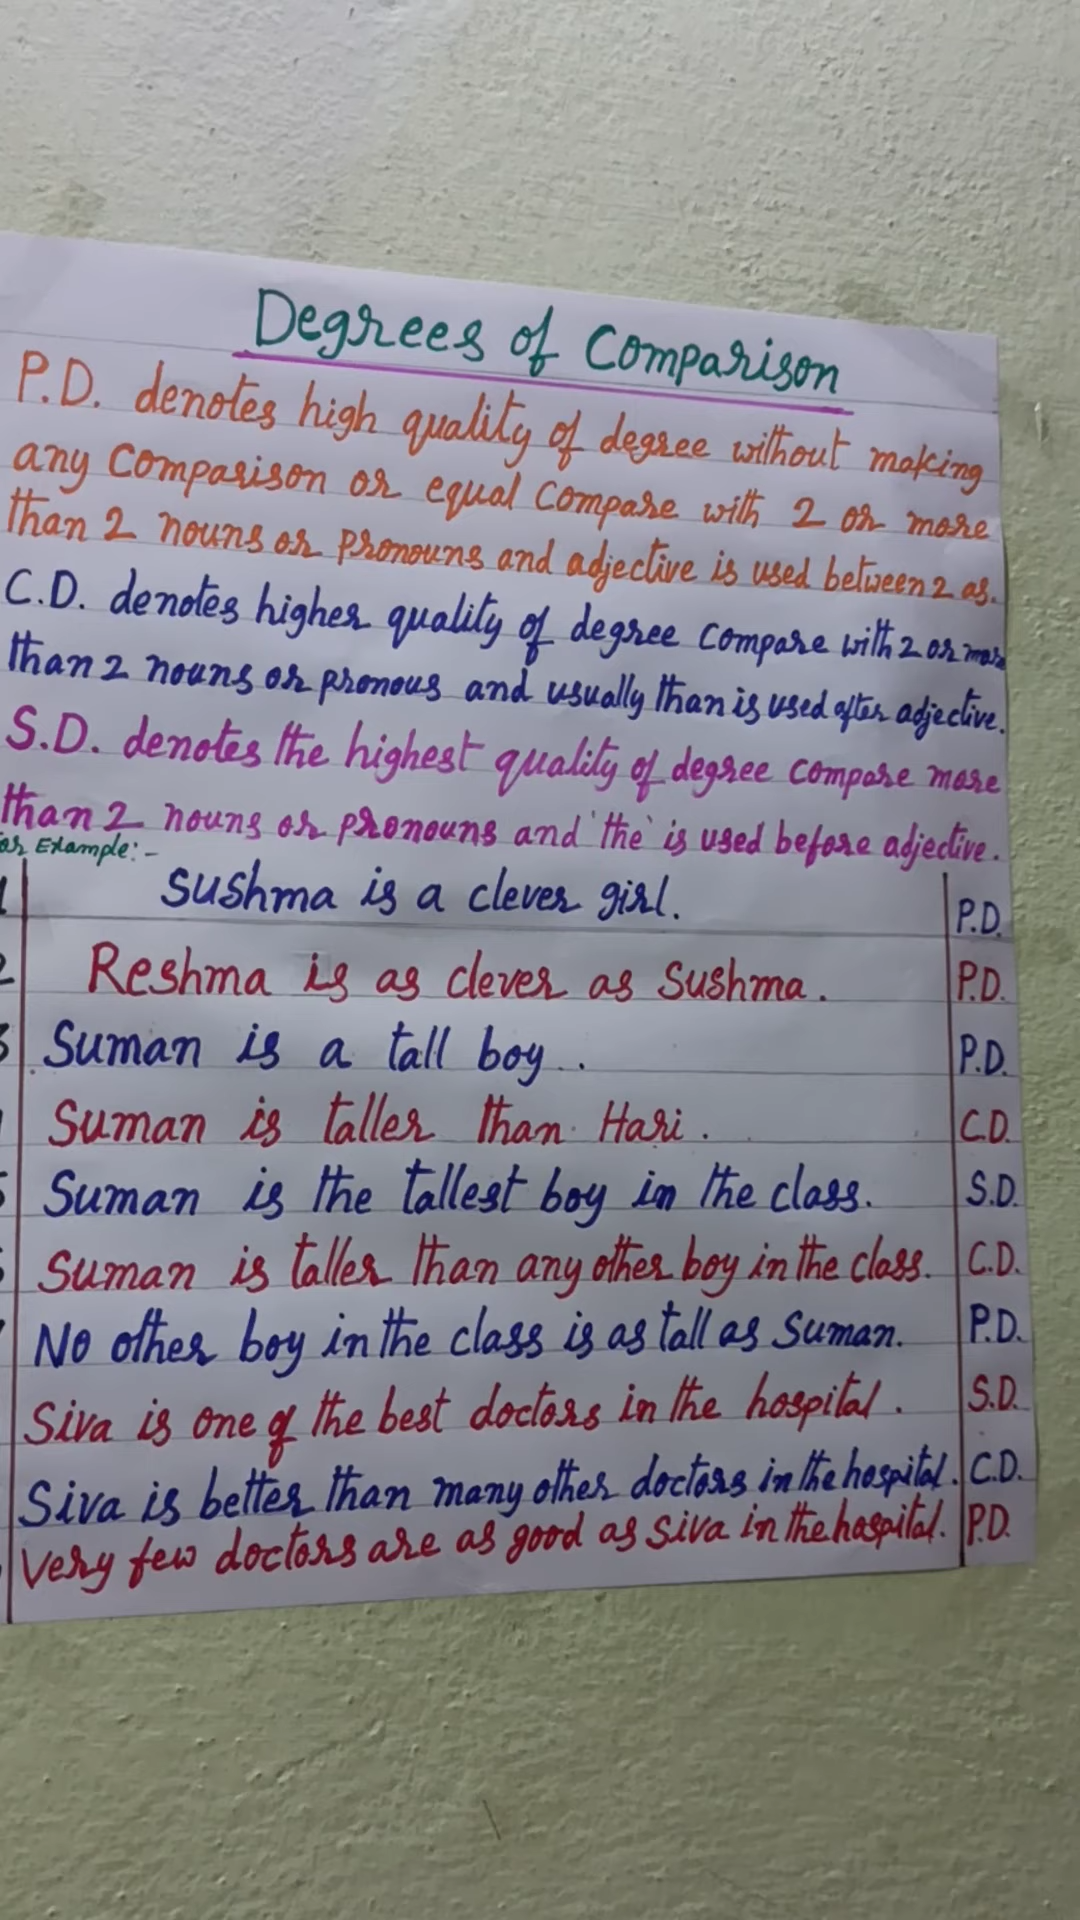 Degrees of Comparison
P.D. denotes high quality of degree without making
any Comparison or equal Compare with 2 or more
than 2 nouns or pronouns and adjective is used between 2 as.
C.D. denotes higher quality of degree Compare with 2 or more
than 2 nouns or pronous and usually than is used after adjective.
S.D. denotes the highest quality of degree compare more
than 2 nouns or pronouns and 'the' is used before adjective.
For Example:-
1 Sushma is a clever girl. P.D.
2 Reshma is as clever as Sushma. P.D.
3 Suman is a tall boy. P.D.
Suman is taller than Hari. C.D.
5 Suman is the tallest boy in the class. S.D.
Suman is taller than any other boy in the class. C.D.
No other boy in the class is as tall as Suman. P.D.
Siva is one of the best doctors in the hospital. S.D.
Siva is better than many other doctors in the hospital. C.D.
Very few doctors are as good as Siva in the hospital. P.D.